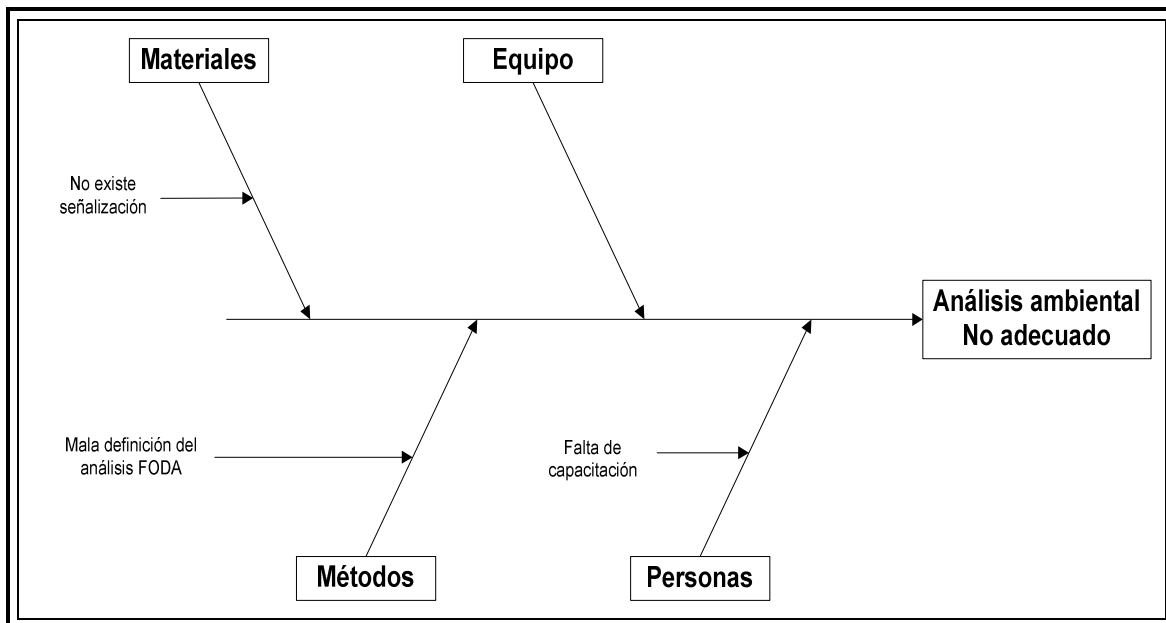 Materiales
Equipo
No existe
señalización
Análisis ambiental
No adecuado
Mala definición del
análisis FODA
Falta de
capacitación
Métodos
Personas